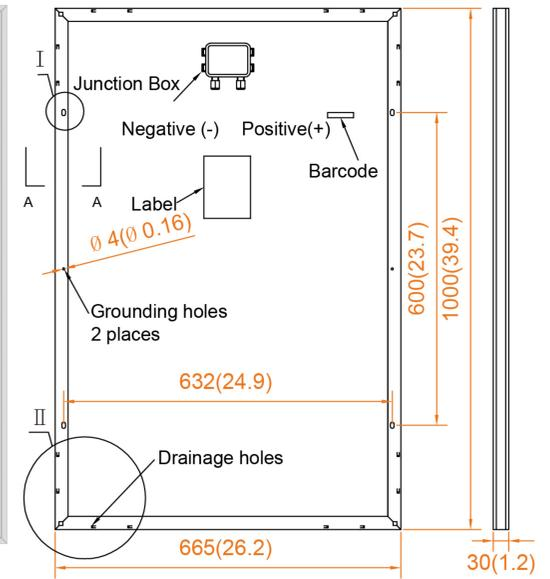 I
Junction Box
Negative (-) Positive(+)
Barcode
A A
Label
Ø 4(Ø 0.16)
600(23.7)
1000(39.4)
Grounding holes
2 places
632(24.9)
II
Drainage holes
665(26.2)
30(1.2)